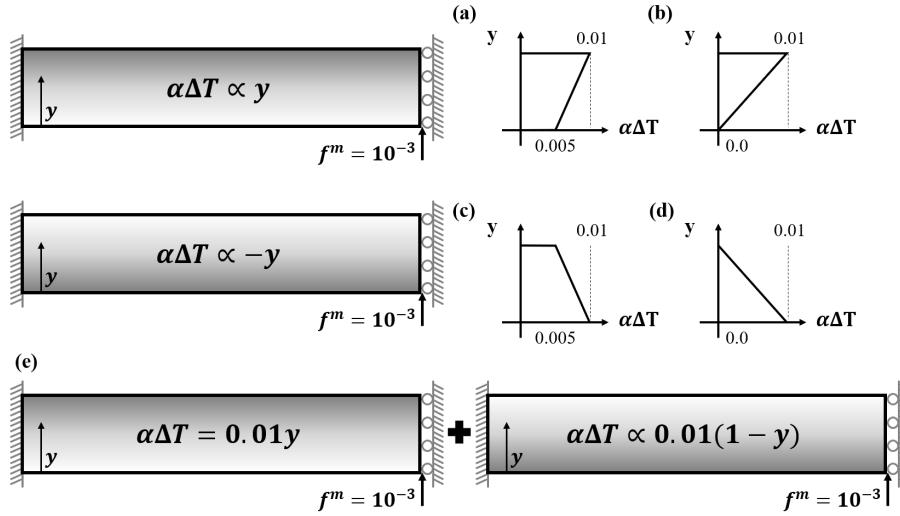 (a)
(b)
y
0.01
y
0.01
αΔT ∝ y
y
αΔT
αΔT
0.005
0.0
f^m = 10^{-3}
(c)
(d)
y
0.01
y
0.01
αΔT ∝ −y
y
αΔT
αΔT
f^m = 10^{-3}
0.005
0.0
(e)
αΔT = 0.01y
αΔT ∝ 0.01(1 − y)
y
y
f^m = 10^{-3}
f^m = 10^{-3}